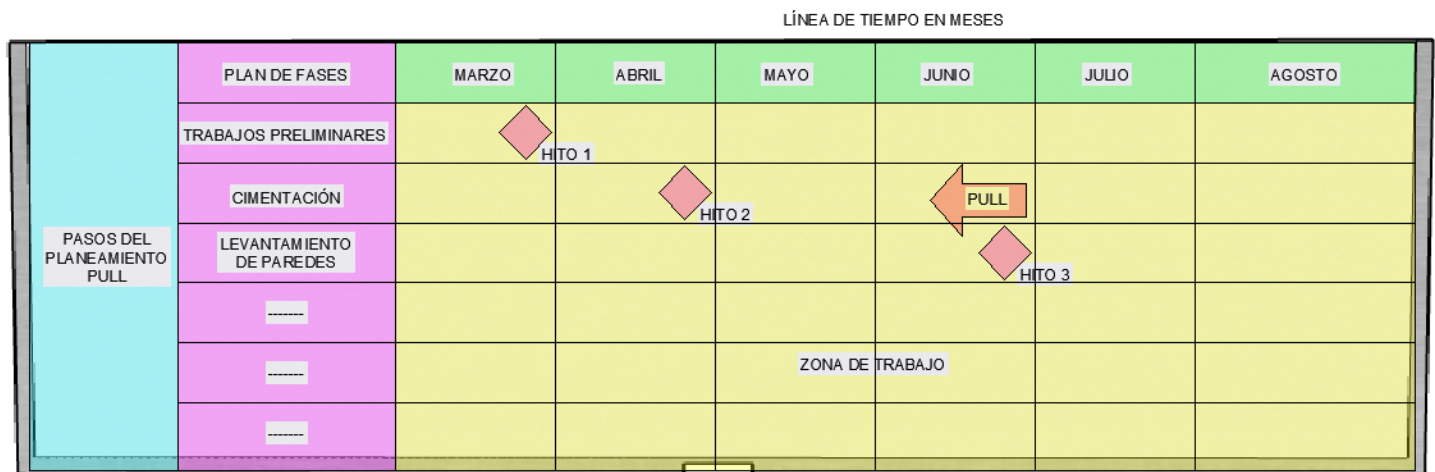 LÍNEA DE TIEMPO EN MESES
PLAN DE FASES
MARZO
ABRIL
MAYO
JUNIO
JULIO
AGOSTO
TRABAJOS PRELIMINARES
HITO 1
CIMENTACIÓN
HITO 2
PULL
PASOS DEL
PLANEAMIENTO
PULL
LEVANTAMIENTO
DE PAREDES
HITO 3
-------
-------
ZONA DE TRABAJO
-------